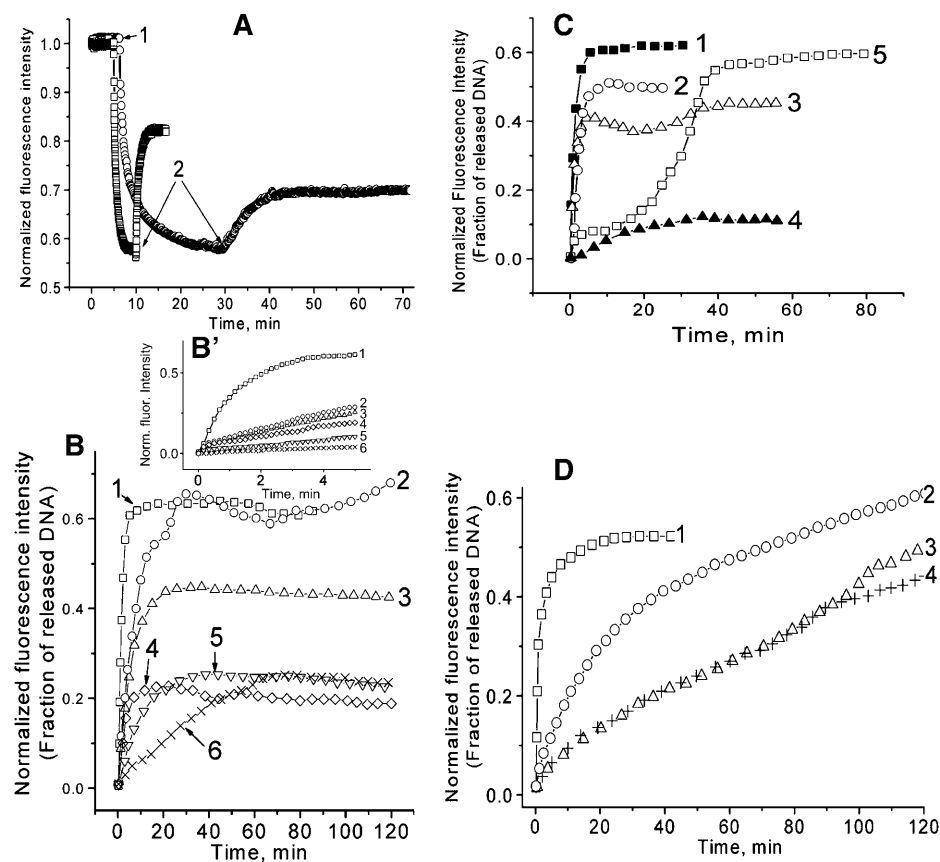 A
Normalized fluorescence intensity
1.0
0.9
0.8
0.7
0.6
0.5
1
2
0 10 20 30 40 50 60 70
Time, min
C
Normalized Fluorescence Intensity
(Fraction of released DNA)
0.6
0.4
0.2
0.0
1
2
3
4
5
0 20 40 60 80
Time, min
B'
Norm. fluor. Intensity
0.5
0.0
1
2
3
4
5
6
0 2 4
Time, min
B
Normalized fluorescence intensity
(Fraction of released DNA)
0.6
0.4
0.2
0.0
1
2
3
4
5
6
0 20 40 60 80 100 120
Time, min
D
Normalized fluorescence intensity
(Fraction of released DNA)
0.6
0.4
0.2
0.0
1
2
3
4
0 20 40 60 80 100 120
Time, min